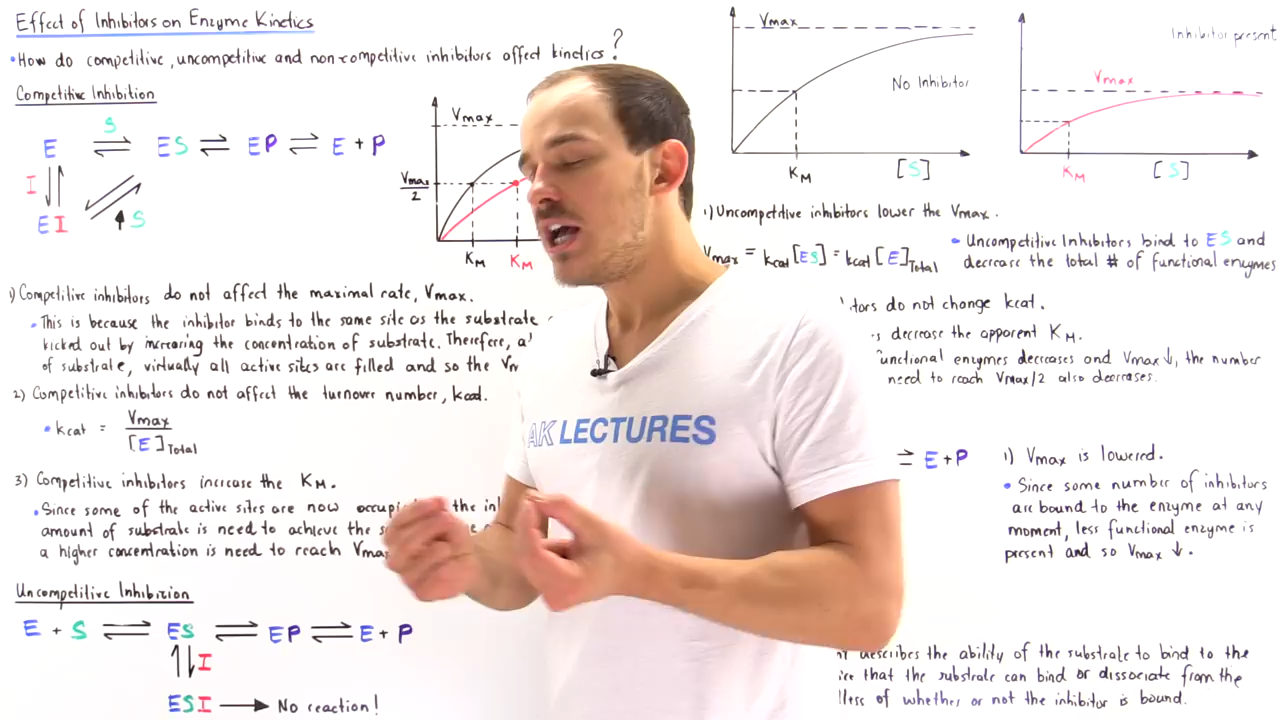 Effect of Inhibitors on Enzyme Kinetics
• How do competitive, uncompetitive and non-competitive inhibitors affect kinetics?
Competitive Inhibition
E ⇌ S ES ⇌ EP ⇌ E + P
I
EI ↑ S
Vmax
Vmax/2
KM KM
1) Competitive inhibitors do not affect the maximal rate, Vmax.
• This is because the inhibitor binds to the same site as the substrate
kicked out by increasing the concentration of substrate. Therefore, a
of substrate, virtually all active sites are filled and so the Vm
2) Competitive inhibitors do not affect the turnover number, kcat.
• kcat = Vmax / [E]Total
3) Competitive inhibitors increase the KM.
• Since some of the active sites are now occupi the in
amount of substrate is need to achieve the s
a higher concentration is need to reach Vma
Uncompetitive Inhibition
E + S ⇌ ES ⇌ EP ⇌ E + P
I
ESI → No reaction!
AK LECTURES
Vmax
No Inhibitor
KM [S]
Inhibitor present
Vmax
KM [S]
1) Uncompetitive inhibitors lower the Vmax.
Vmax = kcat [ES] = kcat [E]Total
• Uncompetitive Inhibitors bind to ES and
decrease the total # of functional enzymes
tors do not change kcat.
s decrease the apparent KM.
functional enzymes decreases and Vmax ↓, the number
need to reach Vmax/2 also decreases.
⇌ E + P
1) Vmax is lowered.
• Since some number of inhibitors
are bound to the enzyme at any
moment, less functional enzyme is
present and so Vmax ↓.
describes the ability of the substrate to bind to the
that the substrate can bind or dissociate from the
less of whether or not the inhibitor is bound.